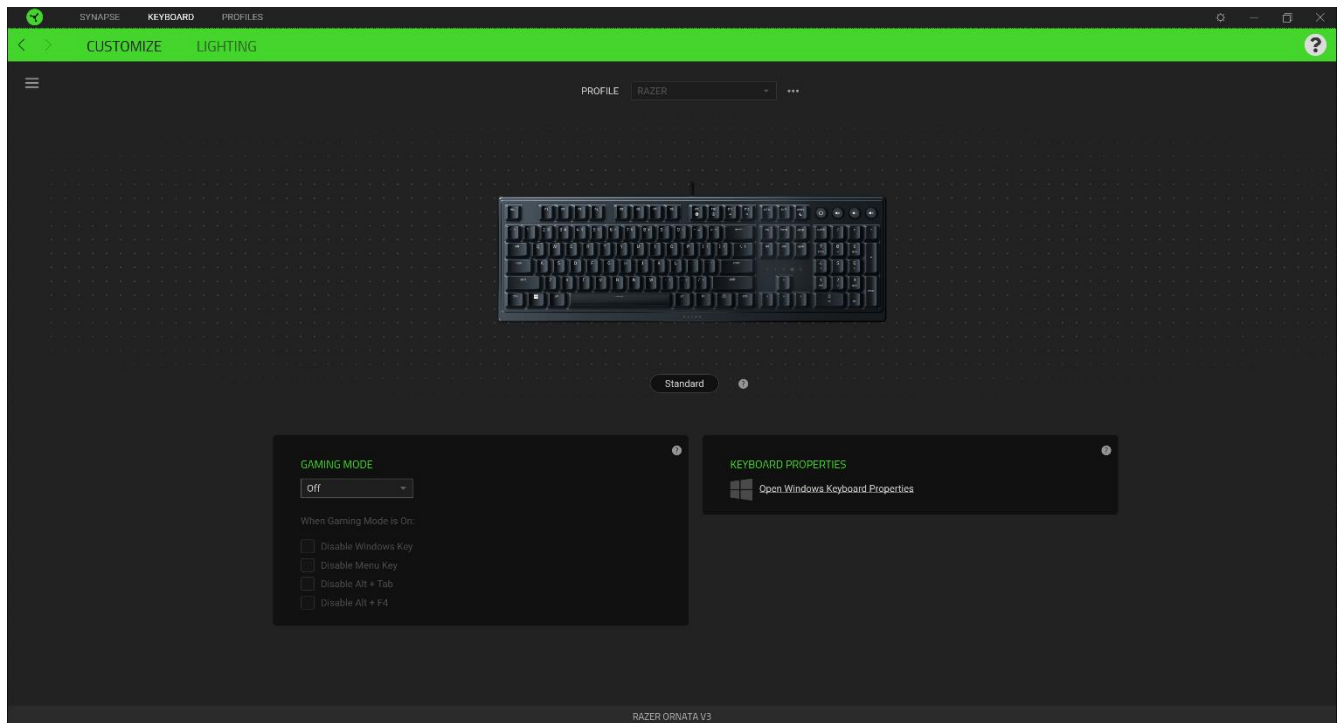 SYNAPSE KEYBOARD PROFILES
CUSTOMIZE LIGHTING
PROFILE RAZER
Standard
GAMING MODE
Off
When Gaming Mode is On:
Disable Windows Key
Disable Menu Key
Disable Alt + Tab
Disable Alt + F4
KEYBOARD PROPERTIES
Open Windows Keyboard Properties
RAZER ORNATA V3